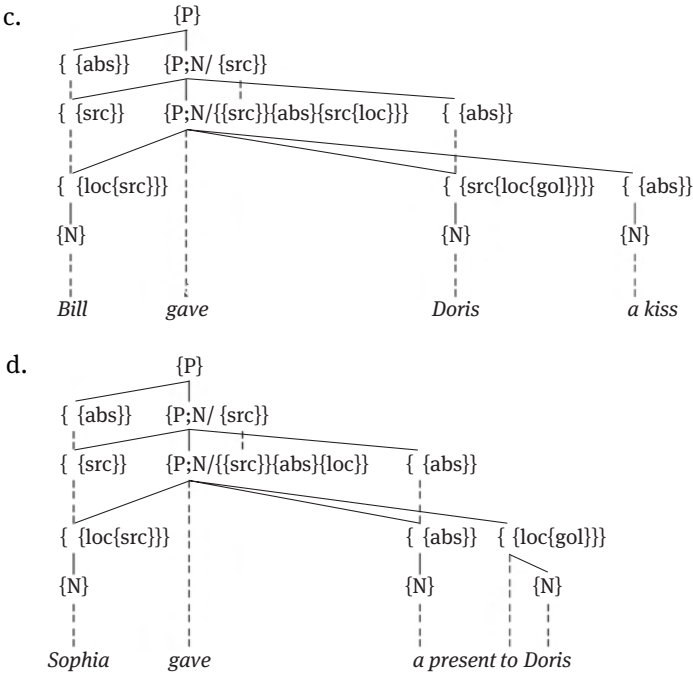 c.
{P}
{ {abs}} {P;N/ {src}}
{ {src}} {P;N/{{src}}{abs}{src{loc}}} { {abs}}
{ {loc{src}}} { {src{loc{gol}}}} { {abs}}
{N} {N} {N}
Bill gave Doris a kiss
d.
{P}
{ {abs}} {P;N/ {src}}
{ {src}} {P;N/{{src}}{abs}{loc}} { {abs}}
{ {loc{src}}} { {abs}} { {loc{gol}}}
{N} {N} {N}
Sophia gave a present to Doris